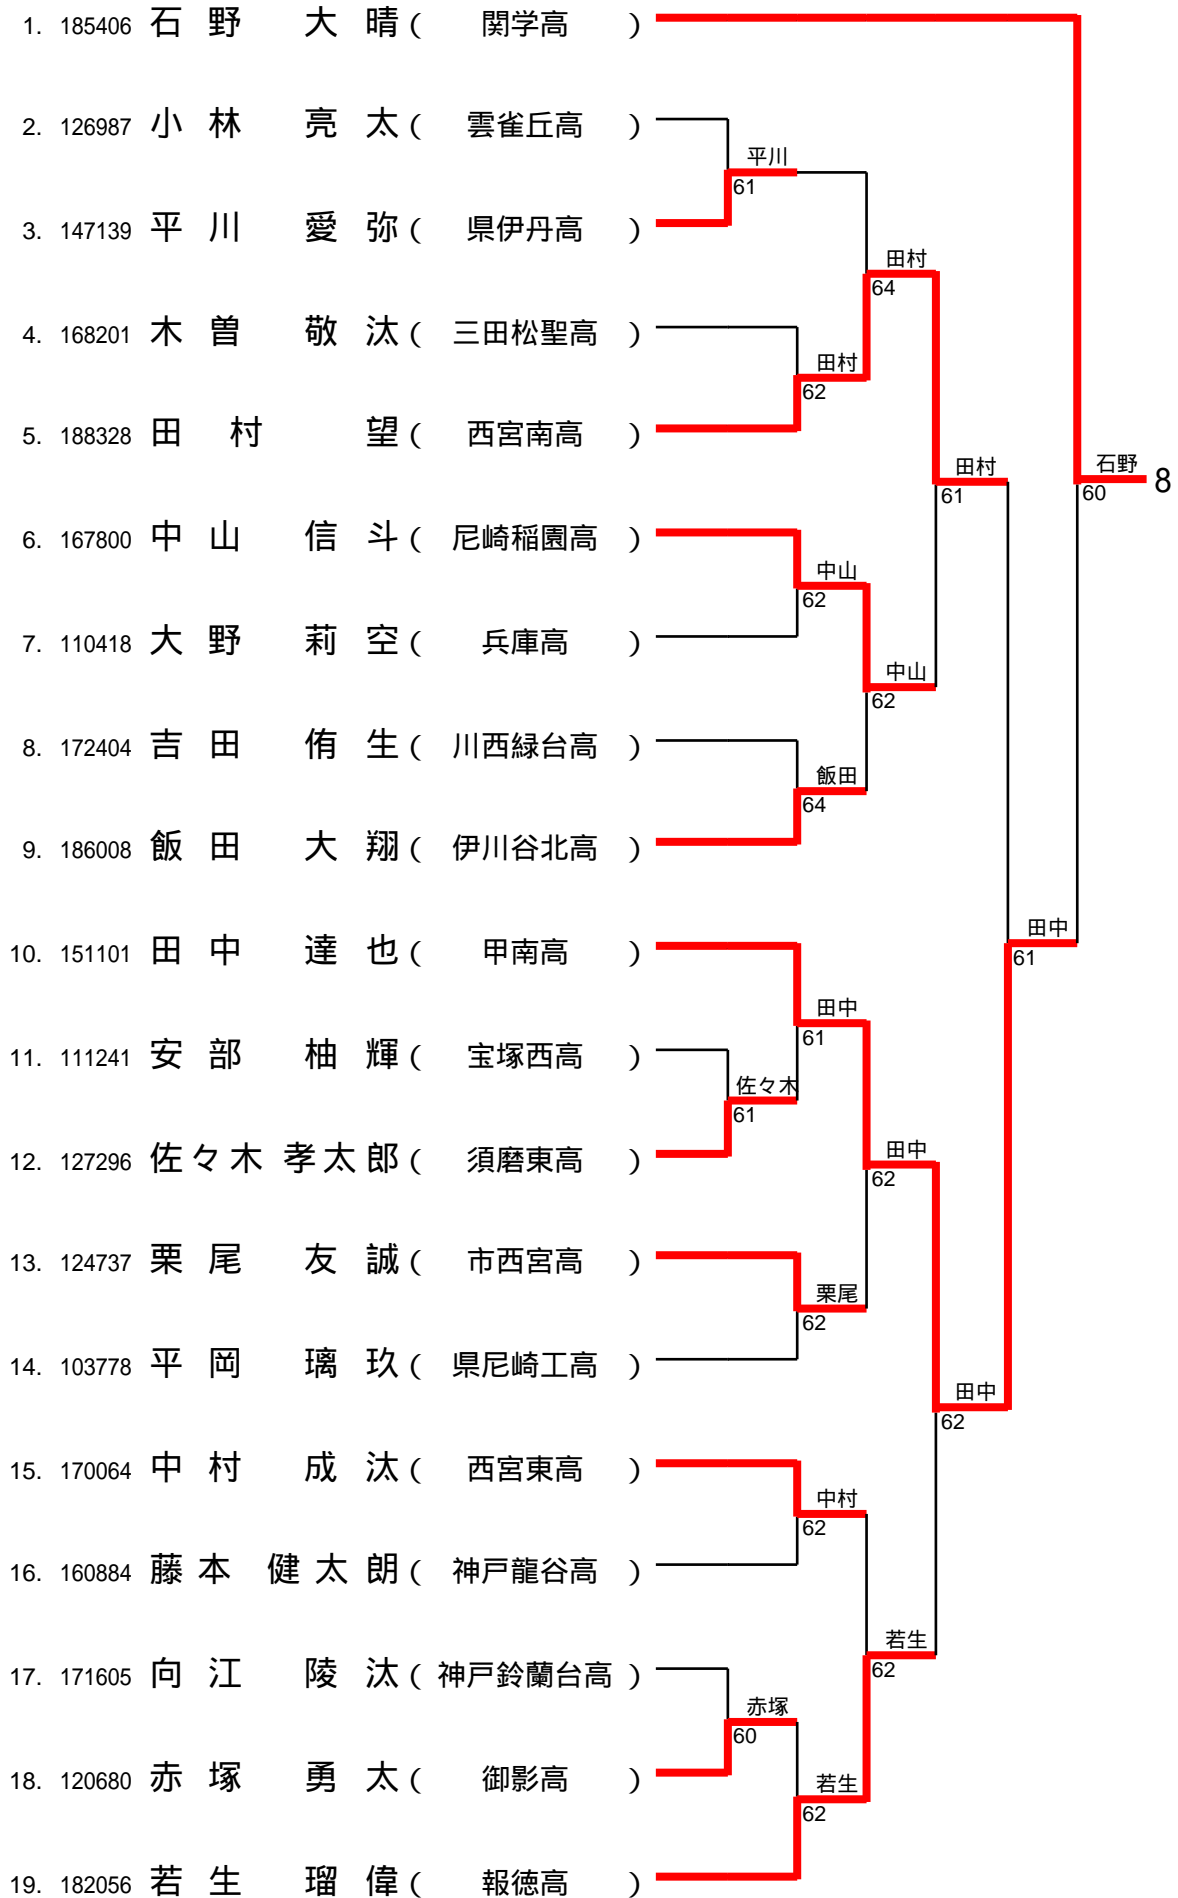 1. 185406 石野 大晴 ( 関学高 )
2. 126987 小林 亮太 ( 雲雀丘高 )
平川
61
3. 147139 平川 愛弥 ( 県伊丹高 )
田村
64
4. 168201 木曽 敬汰 ( 三田松聖高 )
田村
62
5. 188328 田村 望 ( 西宮南高 )
田村
61
石野
60
8
6. 167800 中山 信斗 ( 尼崎稲園高 )
中山
62
7. 110418 大野 莉空 ( 兵庫高 )
中山
62
8. 172404 吉田 侑生 ( 川西緑台高 )
飯田
64
9. 186008 飯田 大翔 ( 伊川谷北高 )
田中
61
10. 151101 田中 達也 ( 甲南高 )
田中
61
11. 111241 安部 柚輝 ( 宝塚西高 )
佐々木
61
12. 127296 佐々木 孝太郎 ( 須磨東高 )
田中
62
13. 124737 栗尾 友誠 ( 市西宮高 )
栗尾
62
14. 103778 平岡 璃玖 ( 県尼崎工高 )
田中
62
15. 170064 中村 成汰 ( 西宮東高 )
中村
62
16. 160884 藤本 健太朗 ( 神戸龍谷高 )
若生
62
17. 171605 向江 陵汰 ( 神戸鈴蘭台高 )
赤塚
60
18. 120680 赤塚 勇太 ( 御影高 )
若生
62
19. 182056 若生 瑠偉 ( 報徳高 )